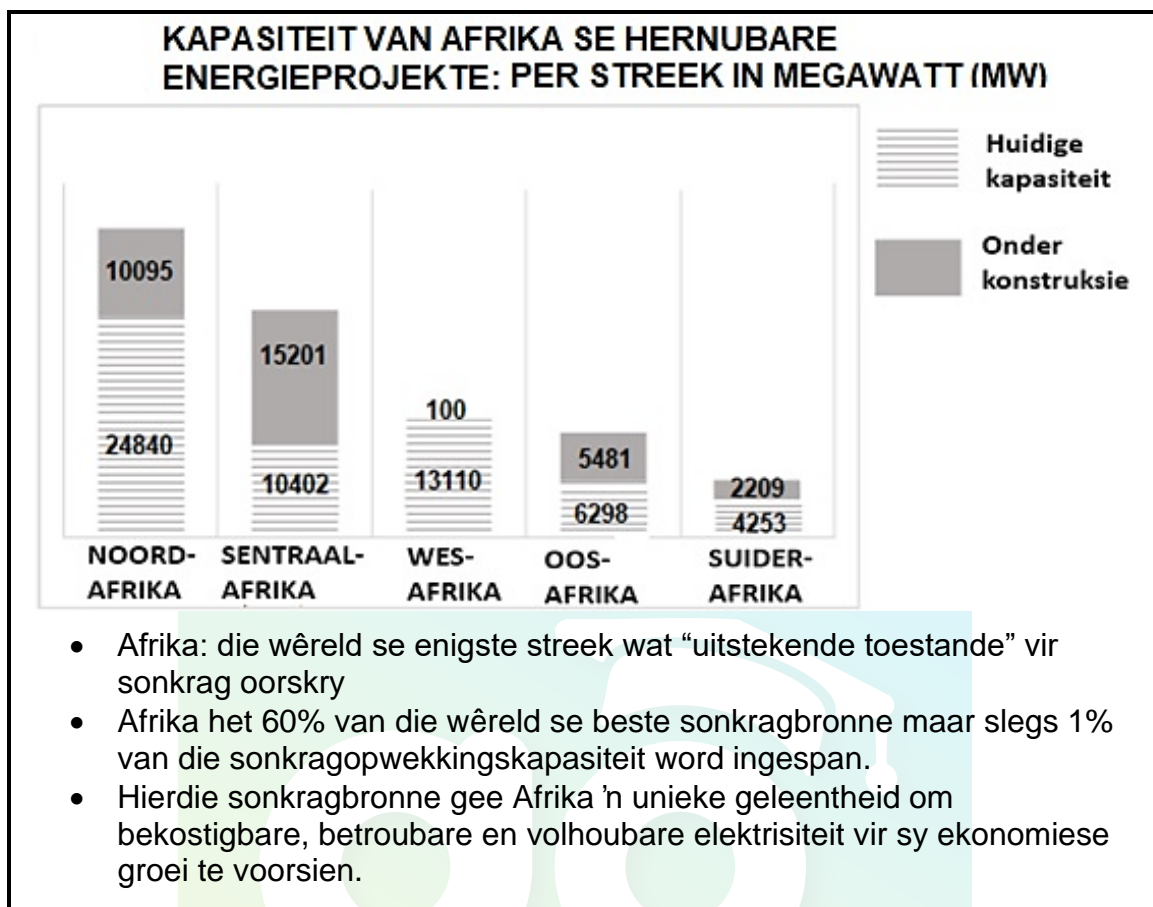 KAPASITEIT VAN AFRIKA SE HERNUBARE
ENERGIEPROJEKTE: PER STREEK IN MEGAWATT (MW)
Huidige
kapasiteit
Onder
konstruksie
10095
24840
15201
10402
100
13110
5481
6298
2209
4253
NOORD-
AFRIKA
SENTRAAL-
AFRIKA
WES-
AFRIKA
OOS-
AFRIKA
SUIDER-
AFRIKA
• Afrika: die wêreld se enigste streek wat “uitstekende toestande” vir
sonkrag oorskry
• Afrika het 60% van die wêreld se beste sonkragbronne maar slegs 1%
van die sonkragopwekkingskapasiteit word ingespan.
• Hierdie sonkragbronne gee Afrika ’n unieke geleentheid om
bekostigbare, betroubare en volhoubare elektrisiteit vir sy ekonomiese
groei te voorsien.